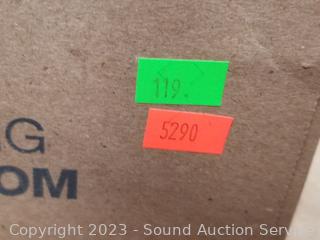 119.
5290
G
OM
Copyright 2023 - Sound Auction Service